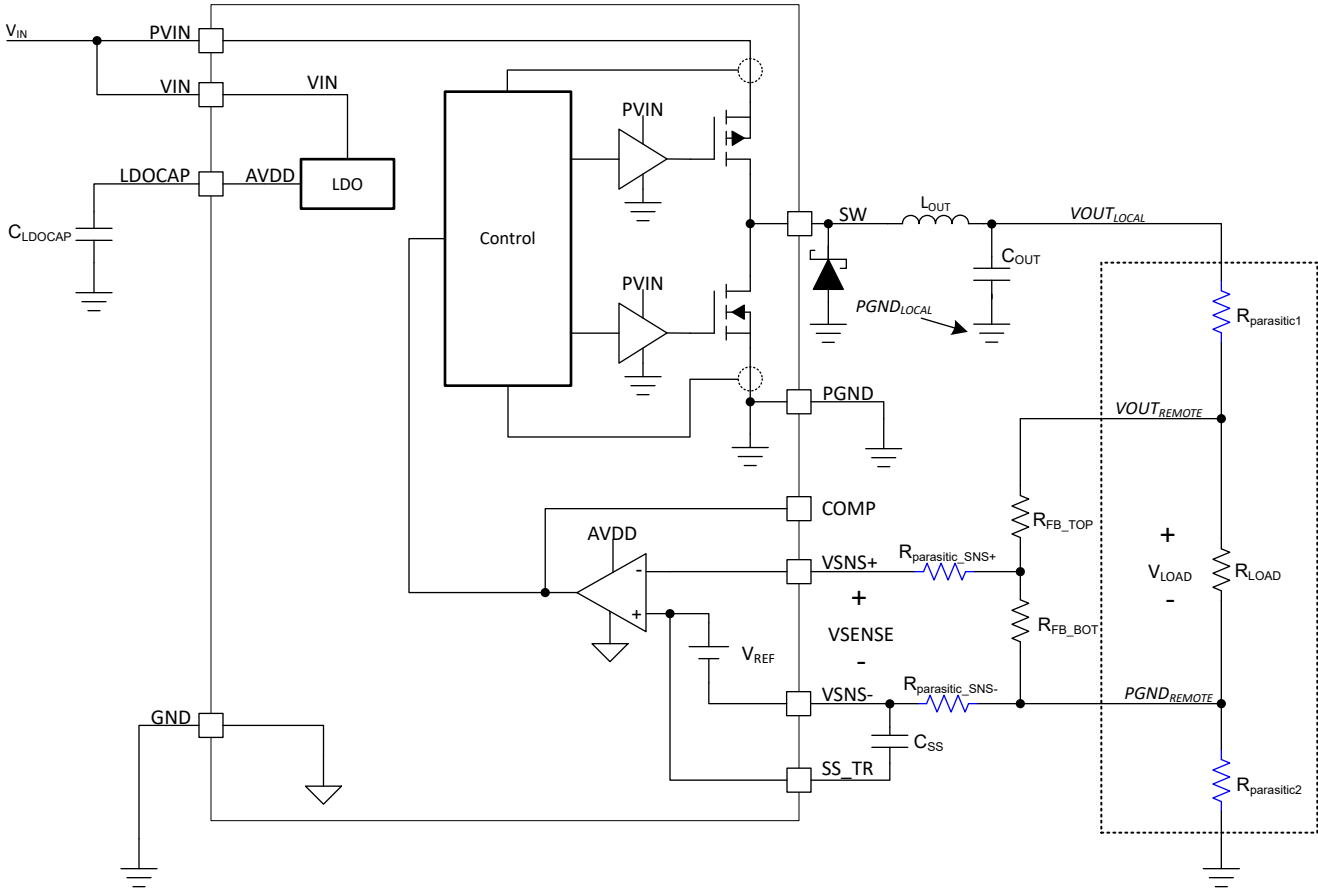 VIN
PVIN
VIN
VIN
PVIN
LDOCAP
AVDD
LDO
CLDOCAP
Control
SW
LOUT
VOUTLOCAL
COUT
PVIN
PGNDLOCAL
Rparasitic1
PGND
VOUTREMOTE
COMP
RFB_TOP
AVDD
VSNS+
Rparasitic_SNS+
+
-
+
VLOAD
-
RLOAD
+
VSENSE
-
RFB_BOT
VREF
VSNS-
Rparasitic_SNS-
PGNDREMOTE
GND
CSS
SS_TR
Rparasitic2